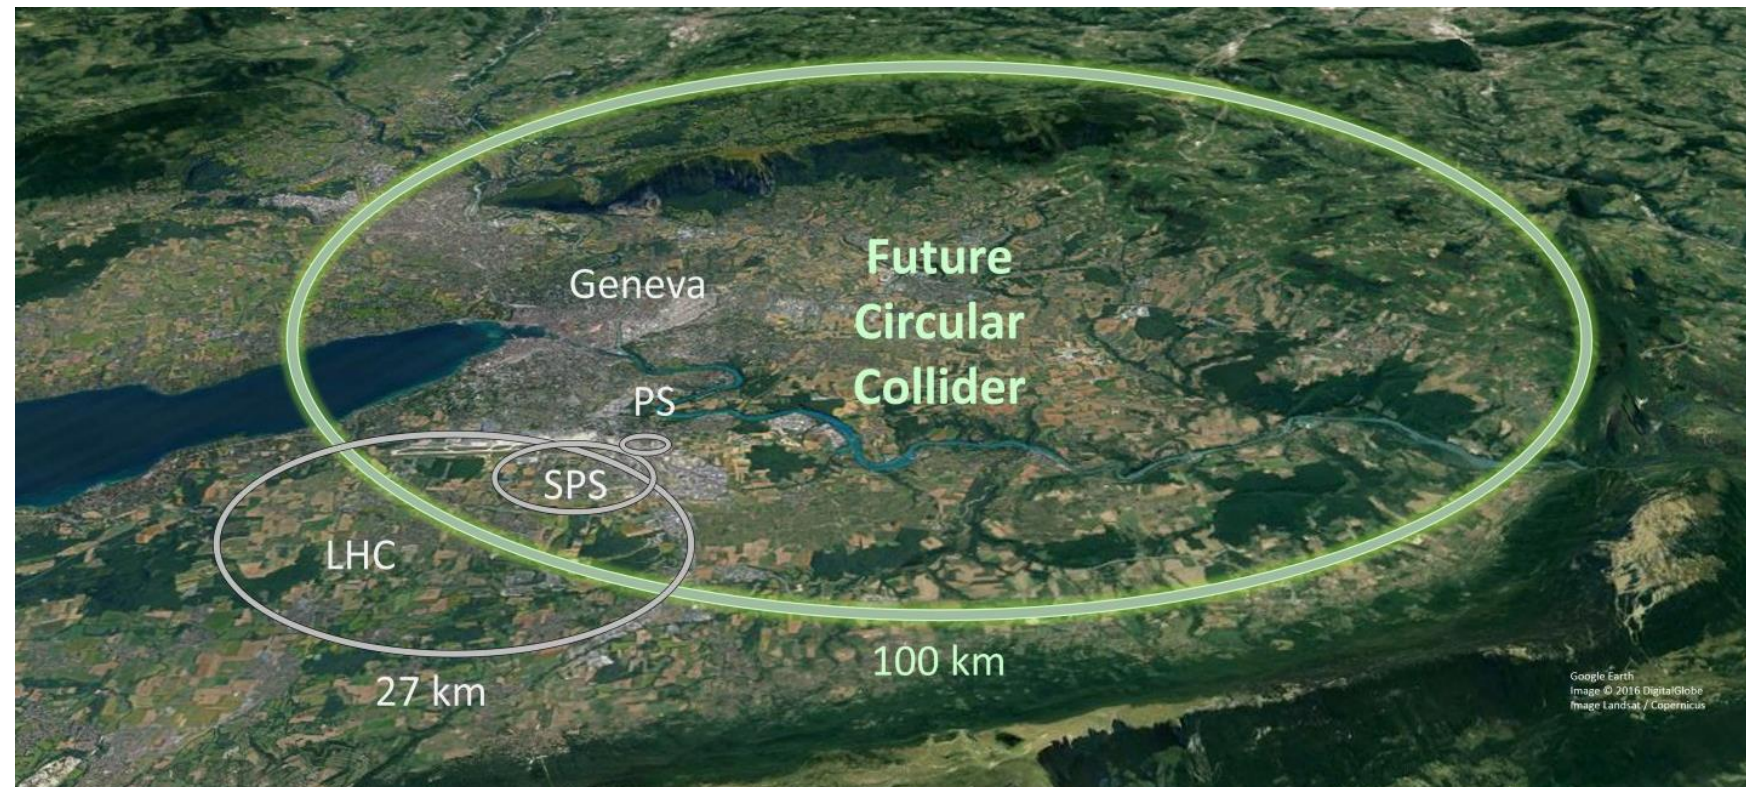 Future
Circular
Collider
Geneva
PS
SPS
LHC
100 km
27 km
Google Earth
Image © 2016 DigitalGlobe
Image Landsat / Copernicus